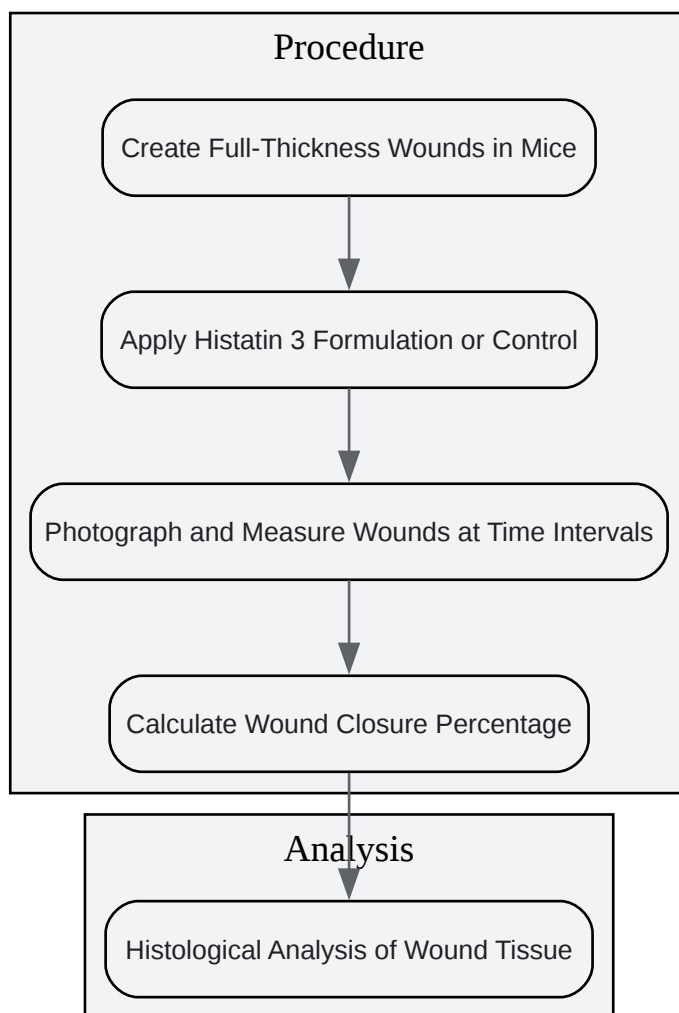 Procedure
Create Full-Thickness Wounds in Mice
Apply Histatin 3 Formulation or Control
Photograph and Measure Wounds at Time Intervals
Calculate Wound Closure Percentage
Analysis
Histological Analysis of Wound Tissue